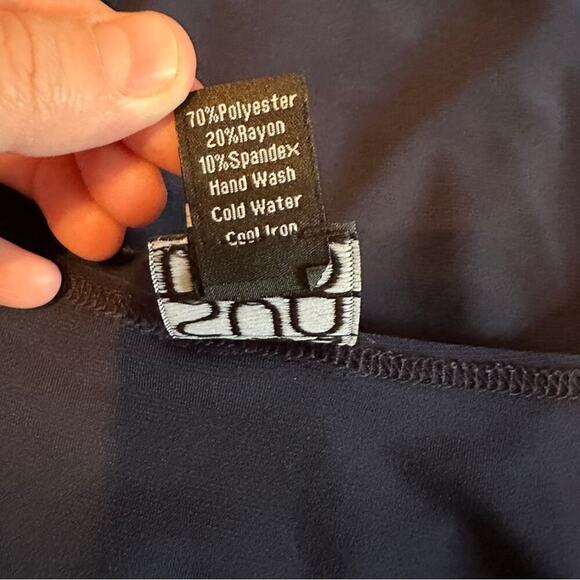 70%Polyester
20%Rayon
10%Spandex
Hand Wash
Cold Water
Cool Iron